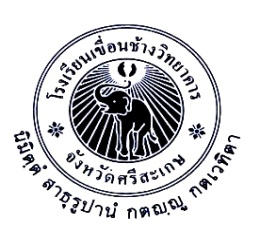 โรงเรียนเขื่อนช้างวิทยาคาร
จังหวัดศรีสะเกษ
นิมิตฺตํ สาธุรูปานํ กตญฺญู กตเวทิตา